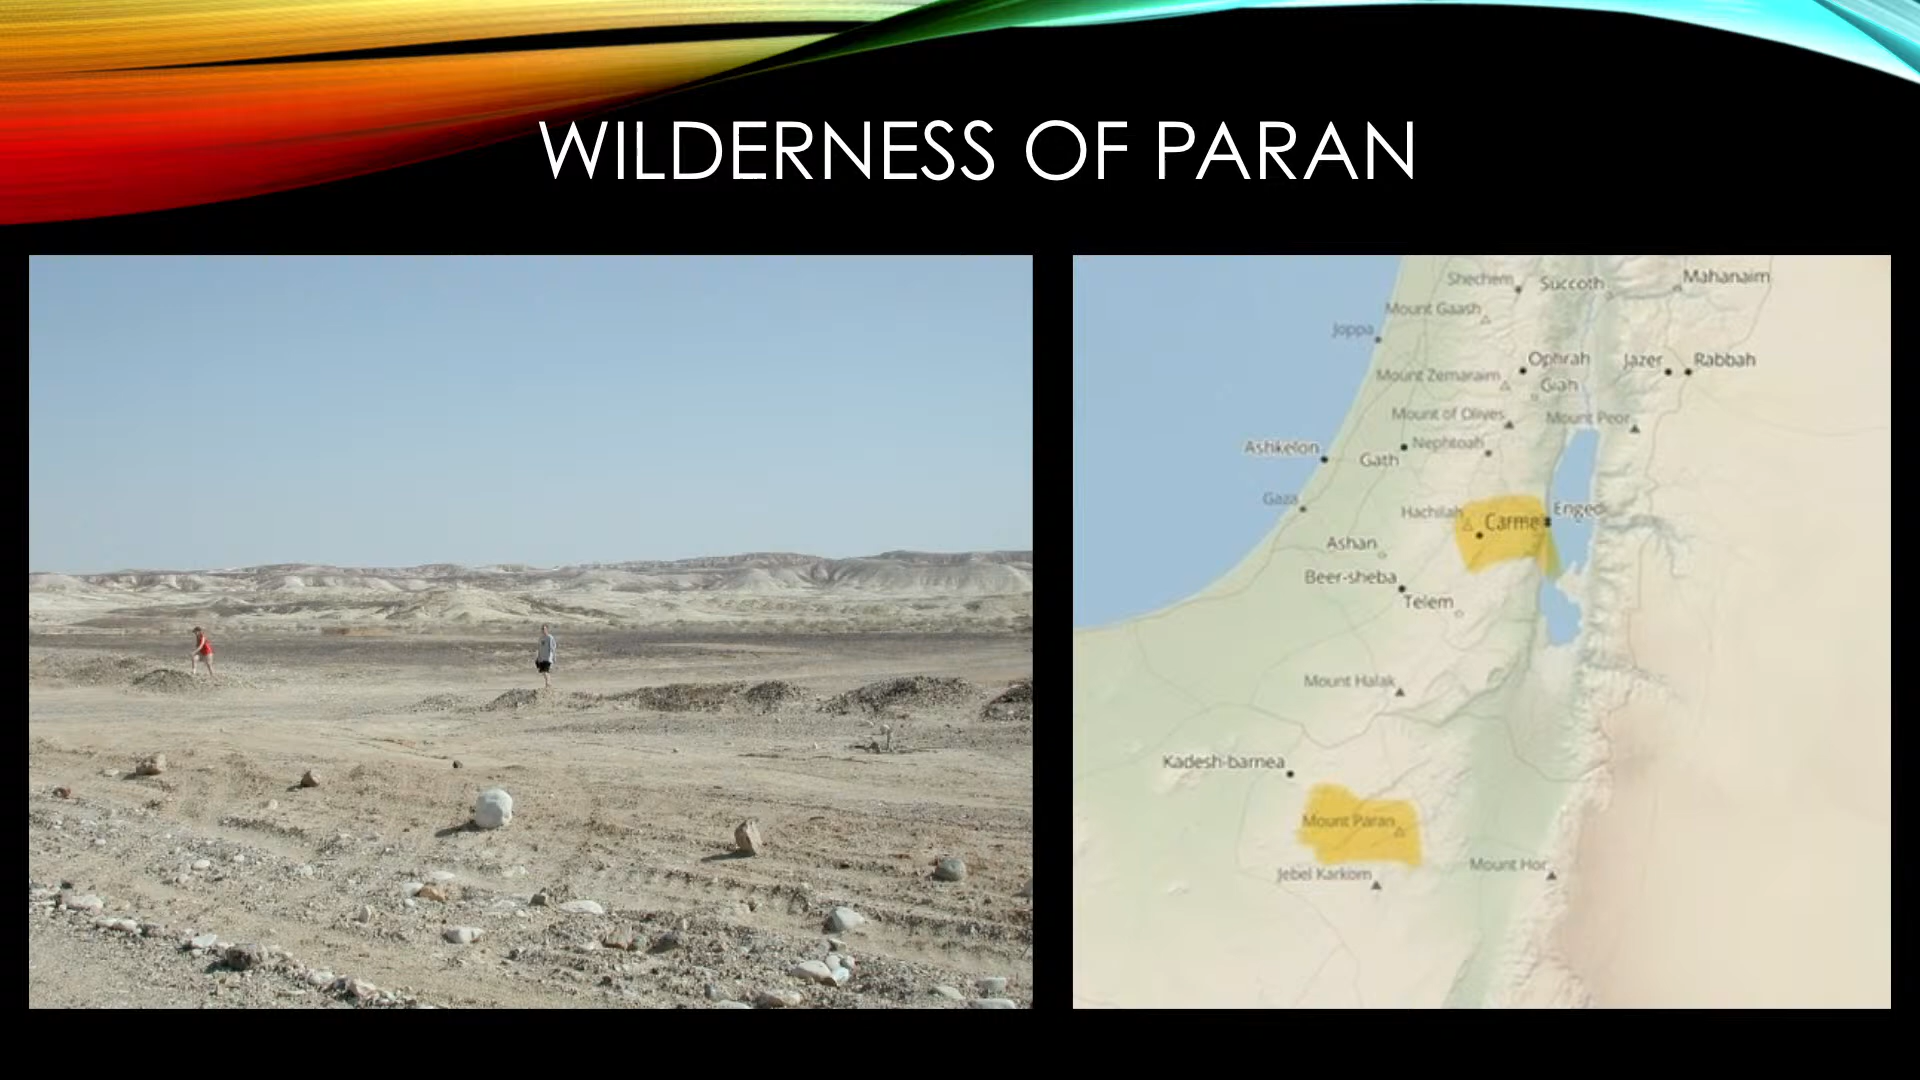 WILDERNESS OF PARAN
Shechem
Succoth
Mahanaim
Mount Gaash
Joppa
Ophrah
Jazer
Rabbah
Mount Zemaraim
Giah
Mount of Olives
Mount Peor
Ashkelon
Gath
Nephtoah
Gaza
Hachilah
Carmel
Engedi
Ashan
Beer-sheba
Telem
Mount Halak
Kadesh-barnea
Mount Paran
Jebel Karkom
Mount Hor